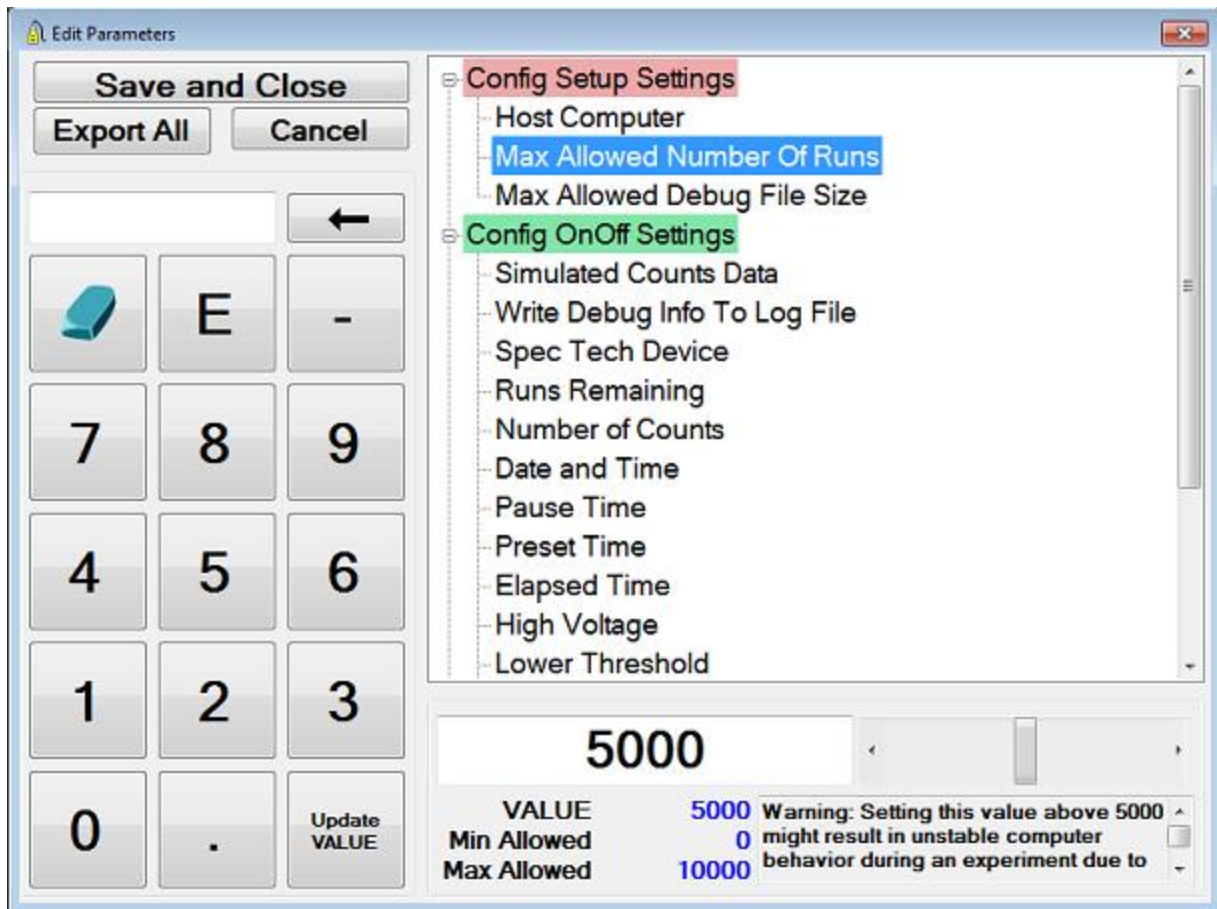 Edit Parameters
Save and Close
Export All
Cancel
E
-
7
8
9
4
5
6
1
2
3
0
.
Update
VALUE
Config Setup Settings
Host Computer
Max Allowed Number Of Runs
Max Allowed Debug File Size
Config OnOff Settings
Simulated Counts Data
Write Debug Info To Log File
Spec Tech Device
Runs Remaining
Number of Counts
Date and Time
Pause Time
Preset Time
Elapsed Time
High Voltage
Lower Threshold
5000
VALUE 5000
Min Allowed 0
Max Allowed 10000
Warning: Setting this value above 5000
might result in unstable computer
behavior during an experiment due to